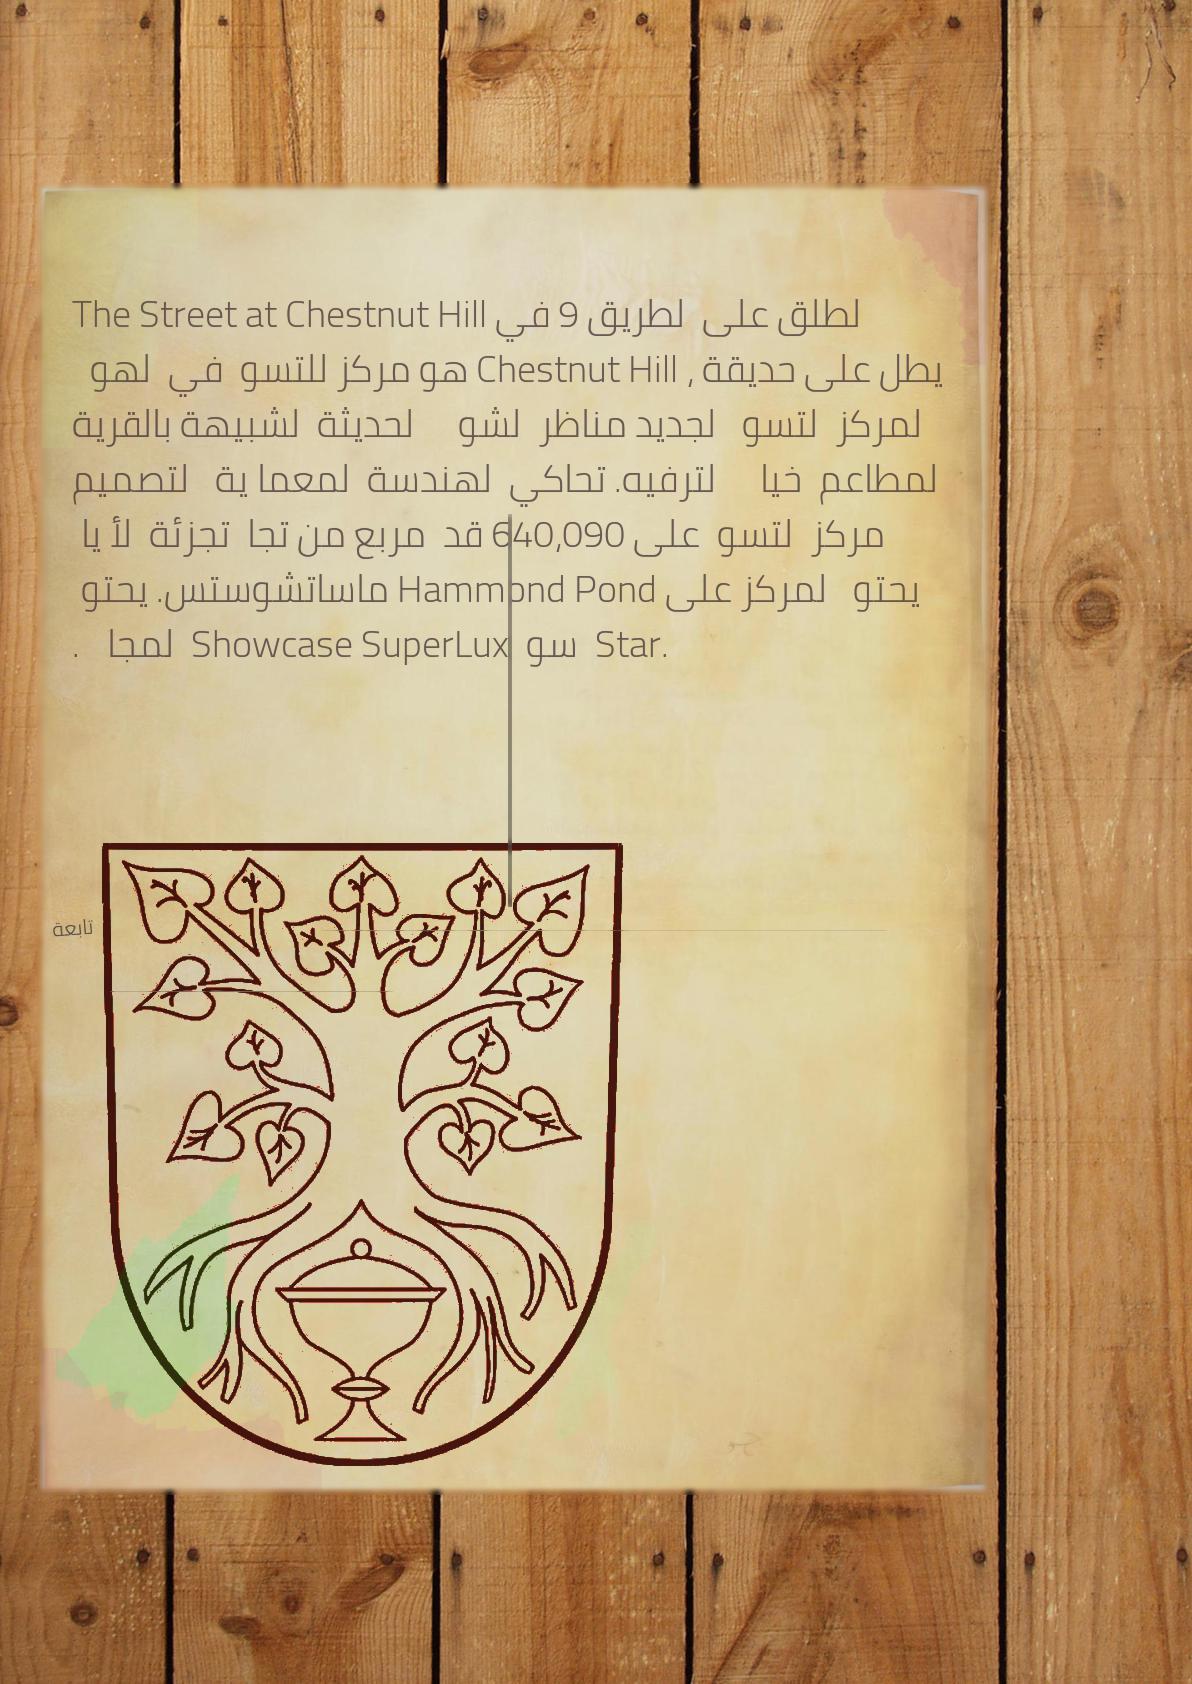 لطلق على لطريق 9 في The Street at Chestnut Hill
يطل على حديقة , Chestnut Hill هو مركز للتسو في لهو
لمركز لتسو لجديد مناظر لشو لحديثة لشبيهة بالقرية
لمطاعم خيا لترفيه. تحاكي لهندسة لمعما ية لتصميم
مركز لتسو على 640,090 قد مربع من تجا تجزئة لأ يا
يحتو لمركز على Hammond Pond ماساتشوستس. يحتو
Star. سو Showcase SuperLux لمجا .
تابعة